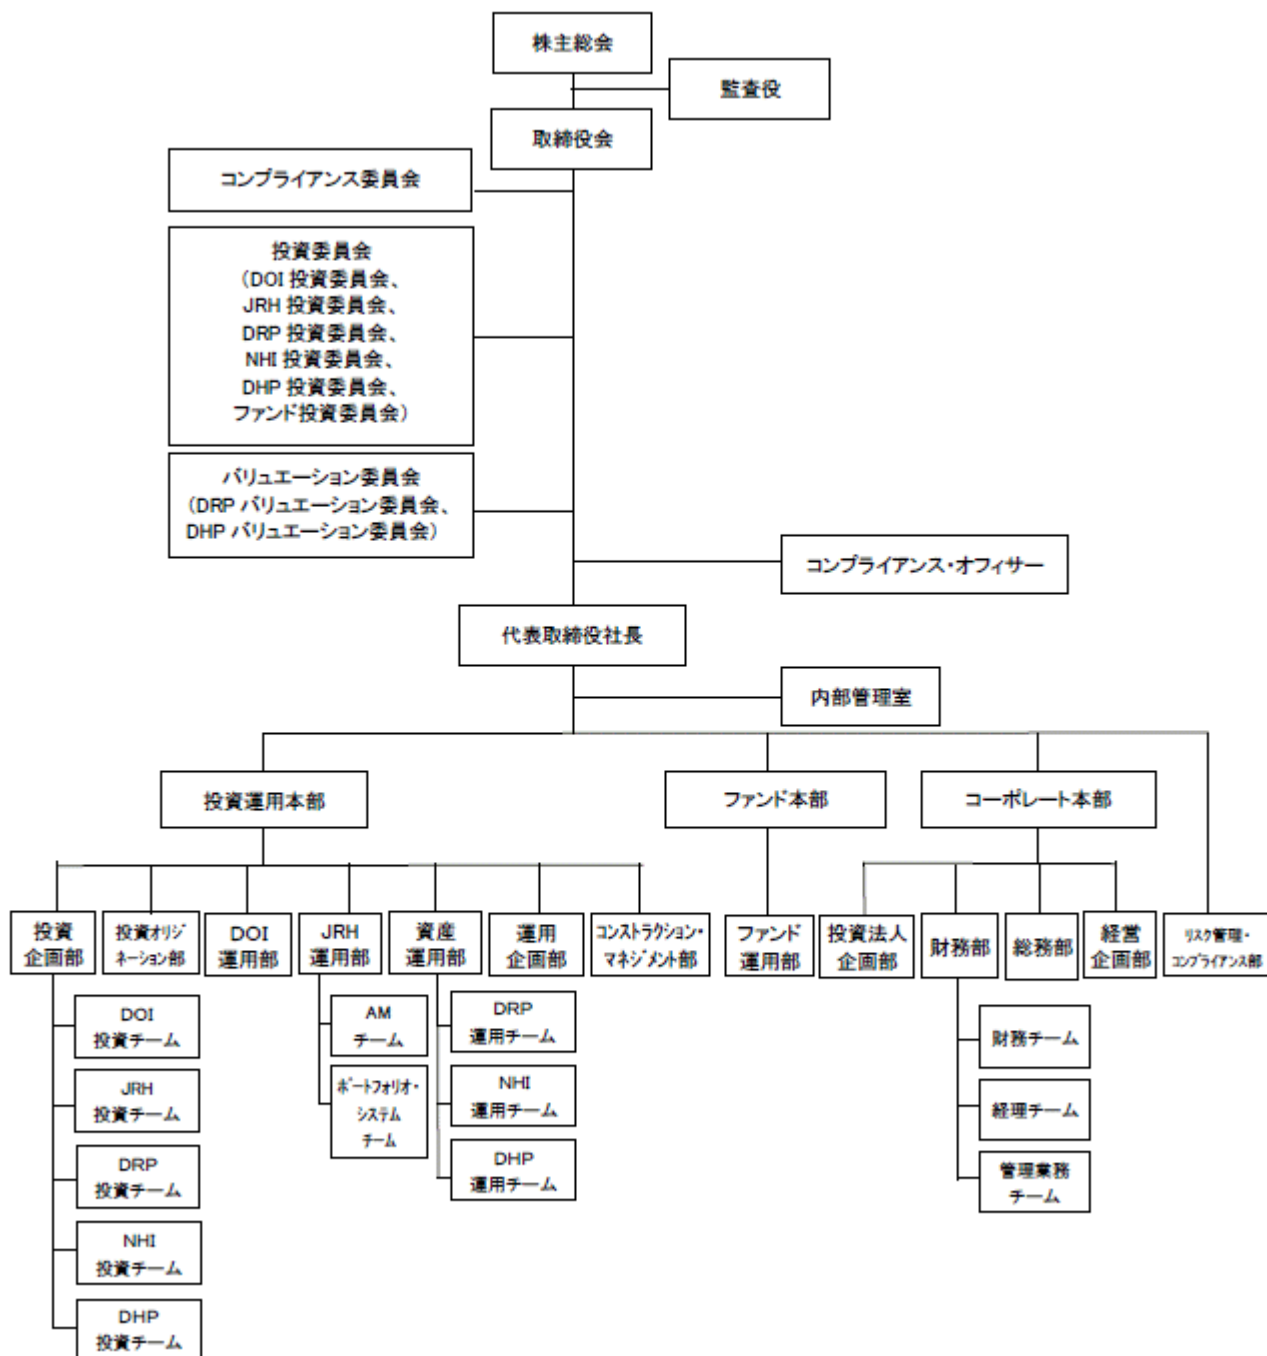 株主総会
監査役
取締役会
コンプライアンス委員会
投資委員会
（DOI 投資委員会、
JRH 投資委員会、
DRP 投資委員会、
NHI 投資委員会、
DHP 投資委員会、
ファンド投資委員会）
バリュエーション委員会
（DRP バリュエーション委員会、
DHP バリュエーション委員会）
コンプライアンス・オフィサー
代表取締役社長
内部管理室
投資運用本部
ファンド本部
コーポレート本部
投資
企画部
投資オリジ
ネーション部
DOI
運用部
JRH
運用部
資産
運用部
運用
企画部
コンストラクション・
マネジメント部
ファンド
運用部
投資法人
企画部
財務部
総務部
経営
企画部
リスク管理・
コンプライアンス部
DOI
投資チーム
JRH
投資チーム
DRP
投資チーム
NHI
投資チーム
DHP
投資チーム
AM
チーム
ポートフォリオ・
システム
チーム
DRP
運用チーム
NHI
運用チーム
DHP
運用チーム
財務チーム
経理チーム
管理業務
チーム